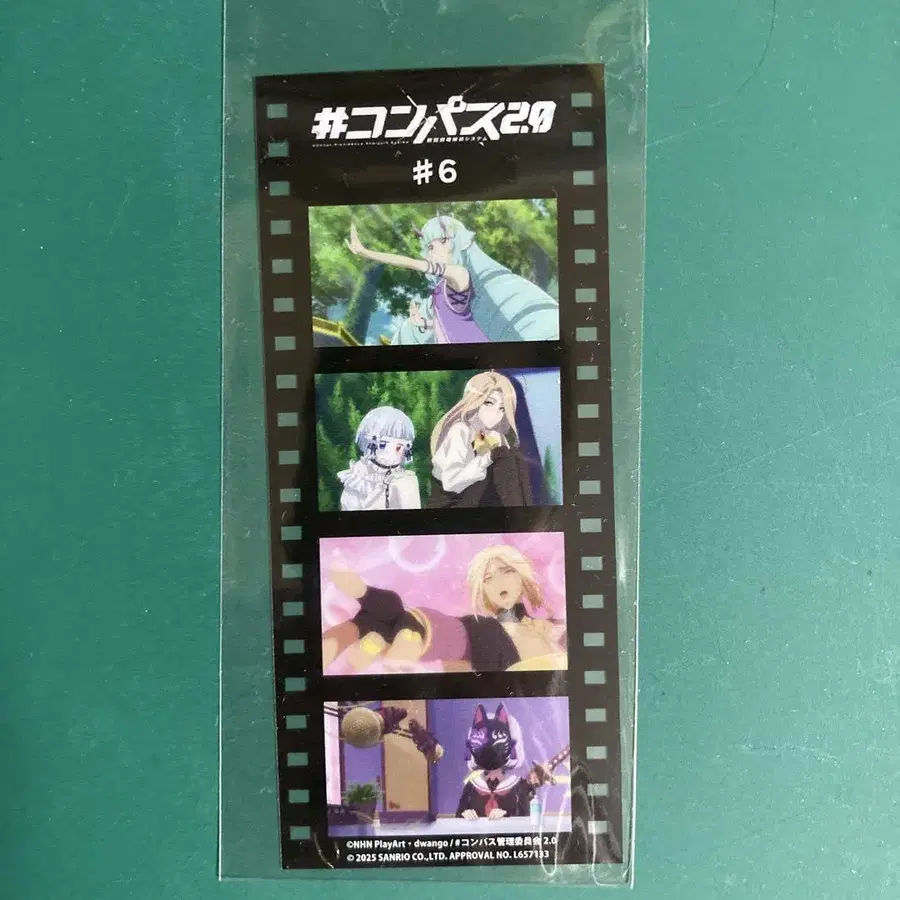 #コンパス2.0
戦闘摂理解析システム
#6
©NHN PlayArt・dwango / #コンパス管理委員会 2.0
© 2025 SANRIO CO., LTD. APPROVAL NO. L657133